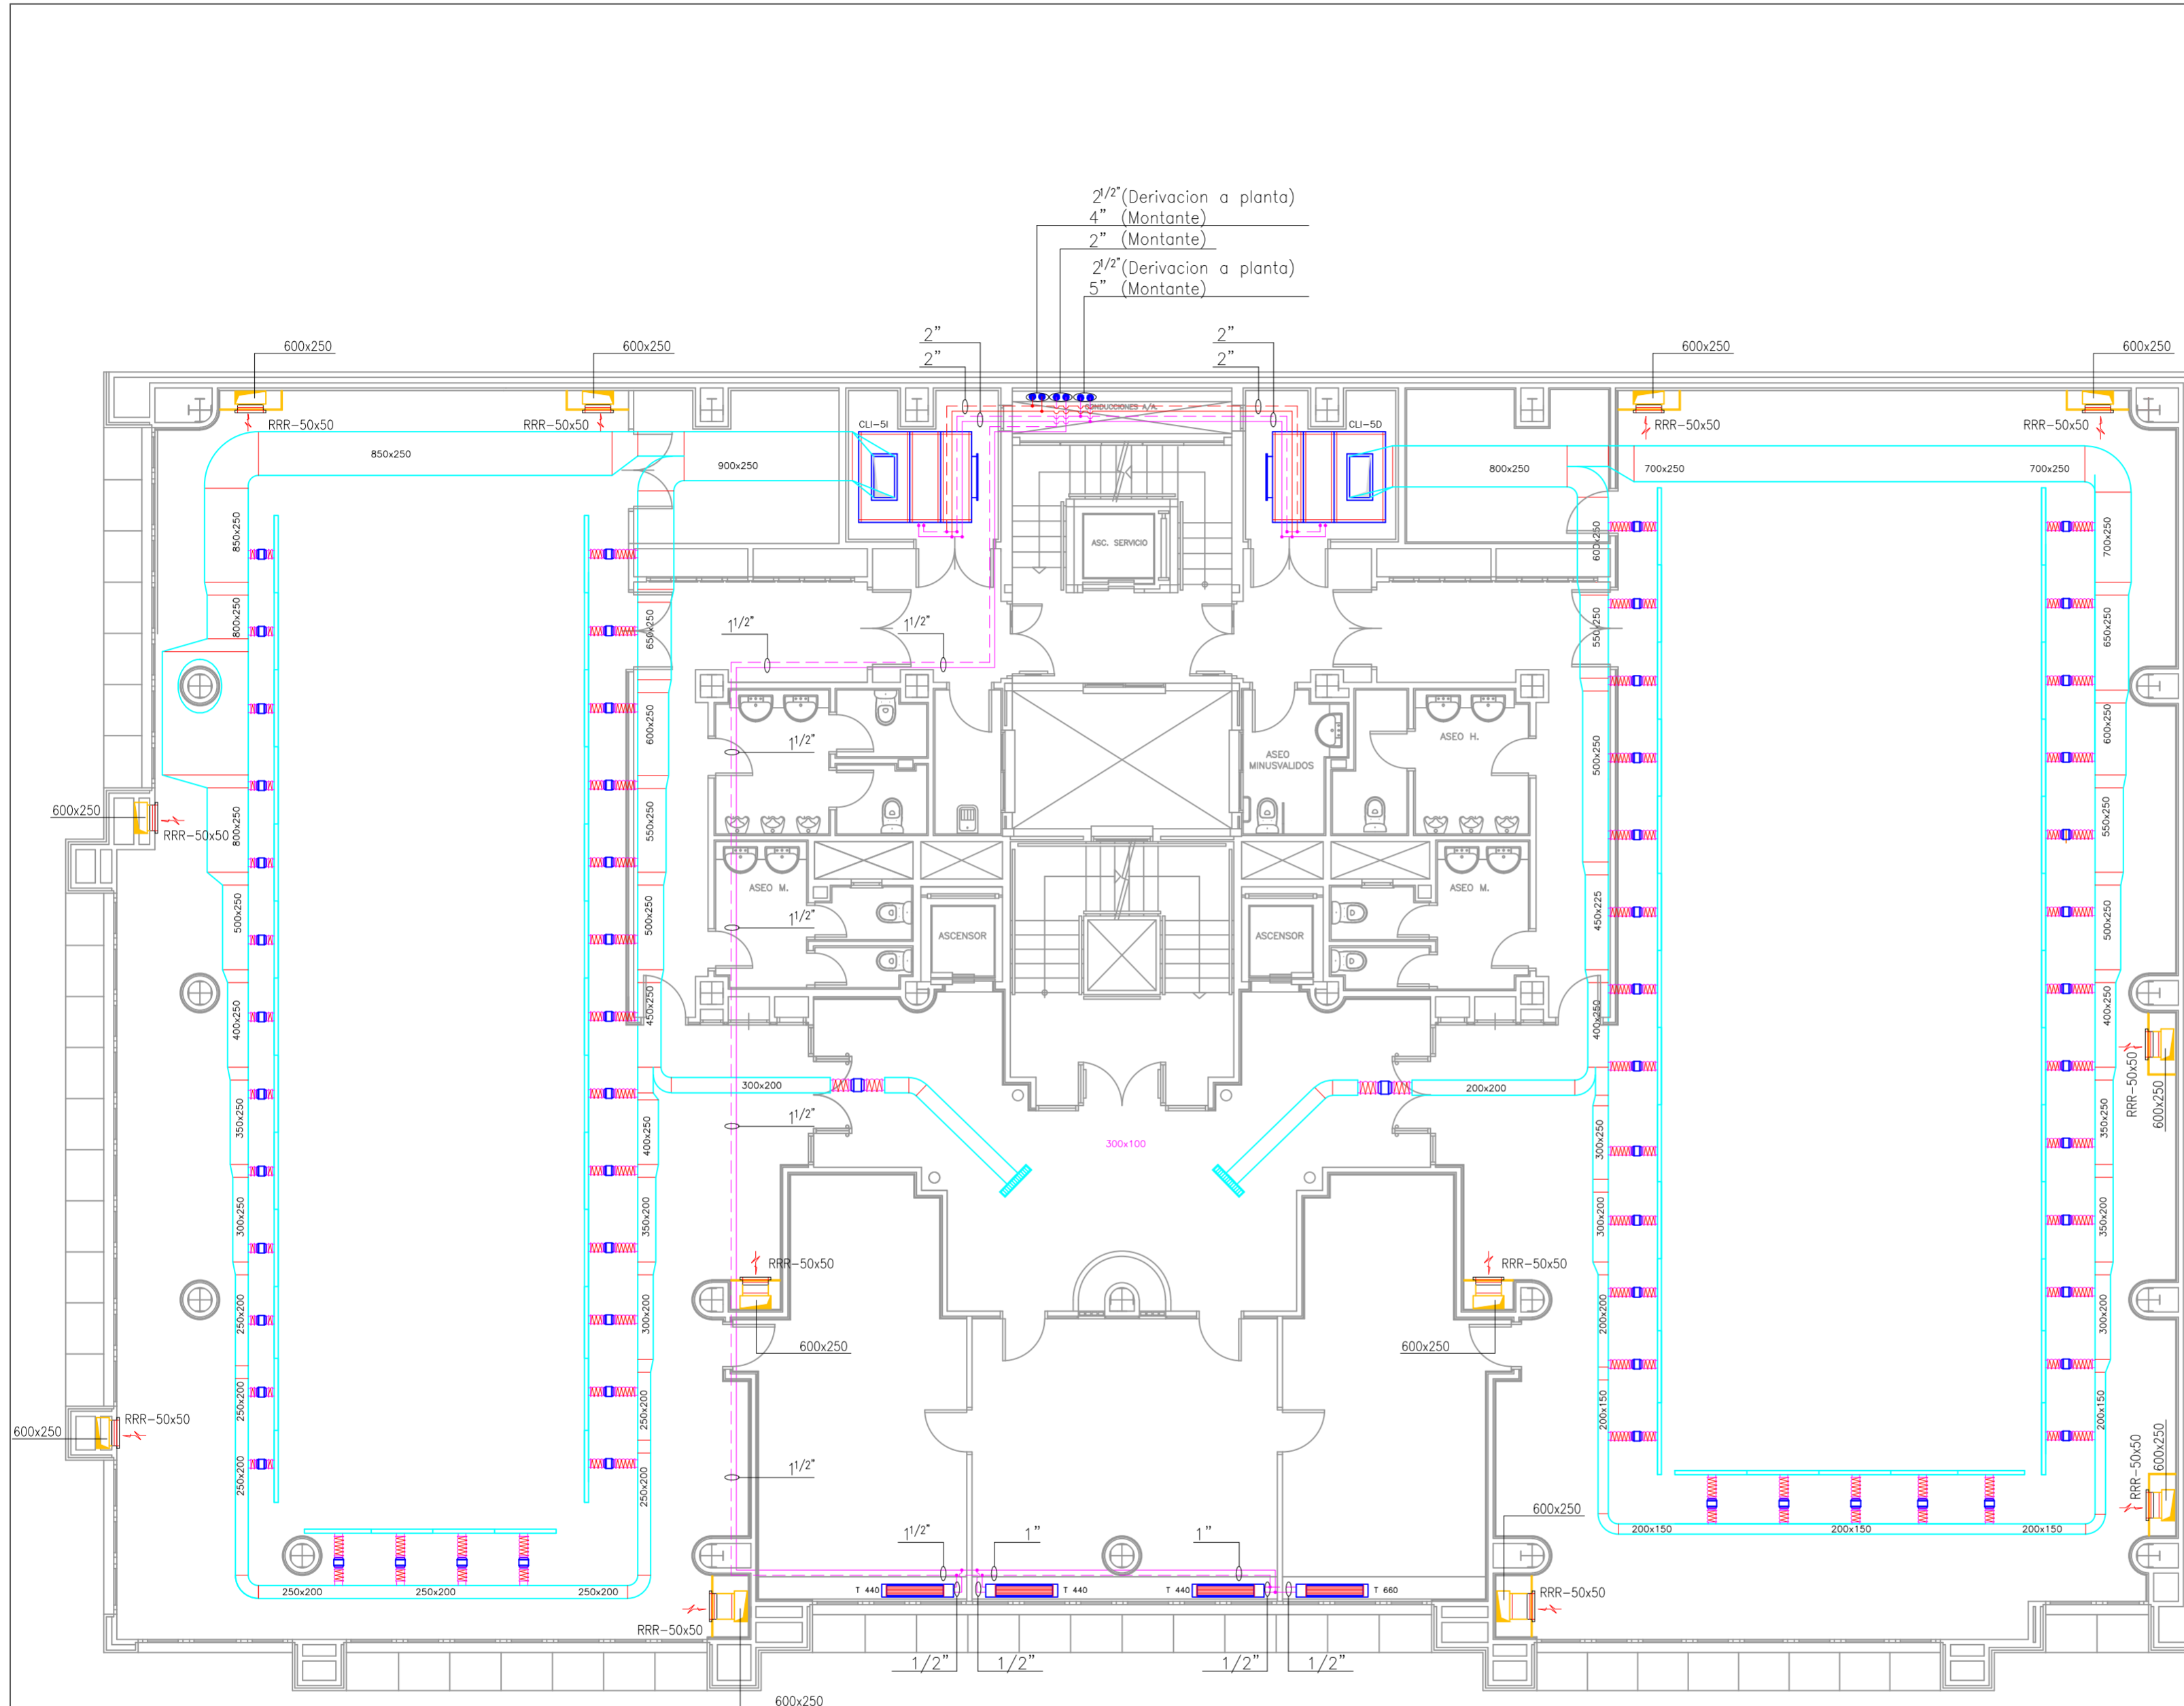 2 1/2" (Derivacion a planta)
4" (Montante)
2" (Montante)
2 1/2" (Derivacion a planta)
5" (Montante)
2"
2"
2"
2"
600x250
600x250
600x250
600x250
RRR-50x50
RRR-50x50
RRR-50x50
RRR-50x50
CONDUCCIONES A/A.
CLI-5I
CLI-5D
850x250
900x250
800x250
700x250
700x250
850x250
600x250
700x250
ASC. SERVICIO
800x250
650x250
550x250
650x250
1 1/2"
1 1/2"
600x250
500x250
600x250
1 1/2"
ASEO
MINUSVALIDOS
ASEO H.
600x250
RRR-50x50
800x250
550x250
550x250
ASEO M.
ASEO M.
500x250
500x250
450x225
500x250
1 1/2"
ASCENSOR
ASCENSOR
400x250
450x250
400x250
400x250
RRR-50x50
600x250
300x200
200x200
350x250
400x250
300x250
350x250
1 1/2"
300x100
300x250
350x200
300x200
350x200
RRR-50x50
RRR-50x50
250x200
300x200
200x200
300x200
600x250
600x250
250x200
250x200
200x150
200x150
600x250
RRR-50x50
250x200
250x200
1 1/2"
RRR-50x50
600x250
600x250
1 1/2"
1"
1"
200x150
200x150
200x150
250x200
250x200
250x200
T 440
T 440
T 440
T 660
RRR-50x50
RRR-50x50
1/2"
1/2"
1/2"
1/2"
600x250